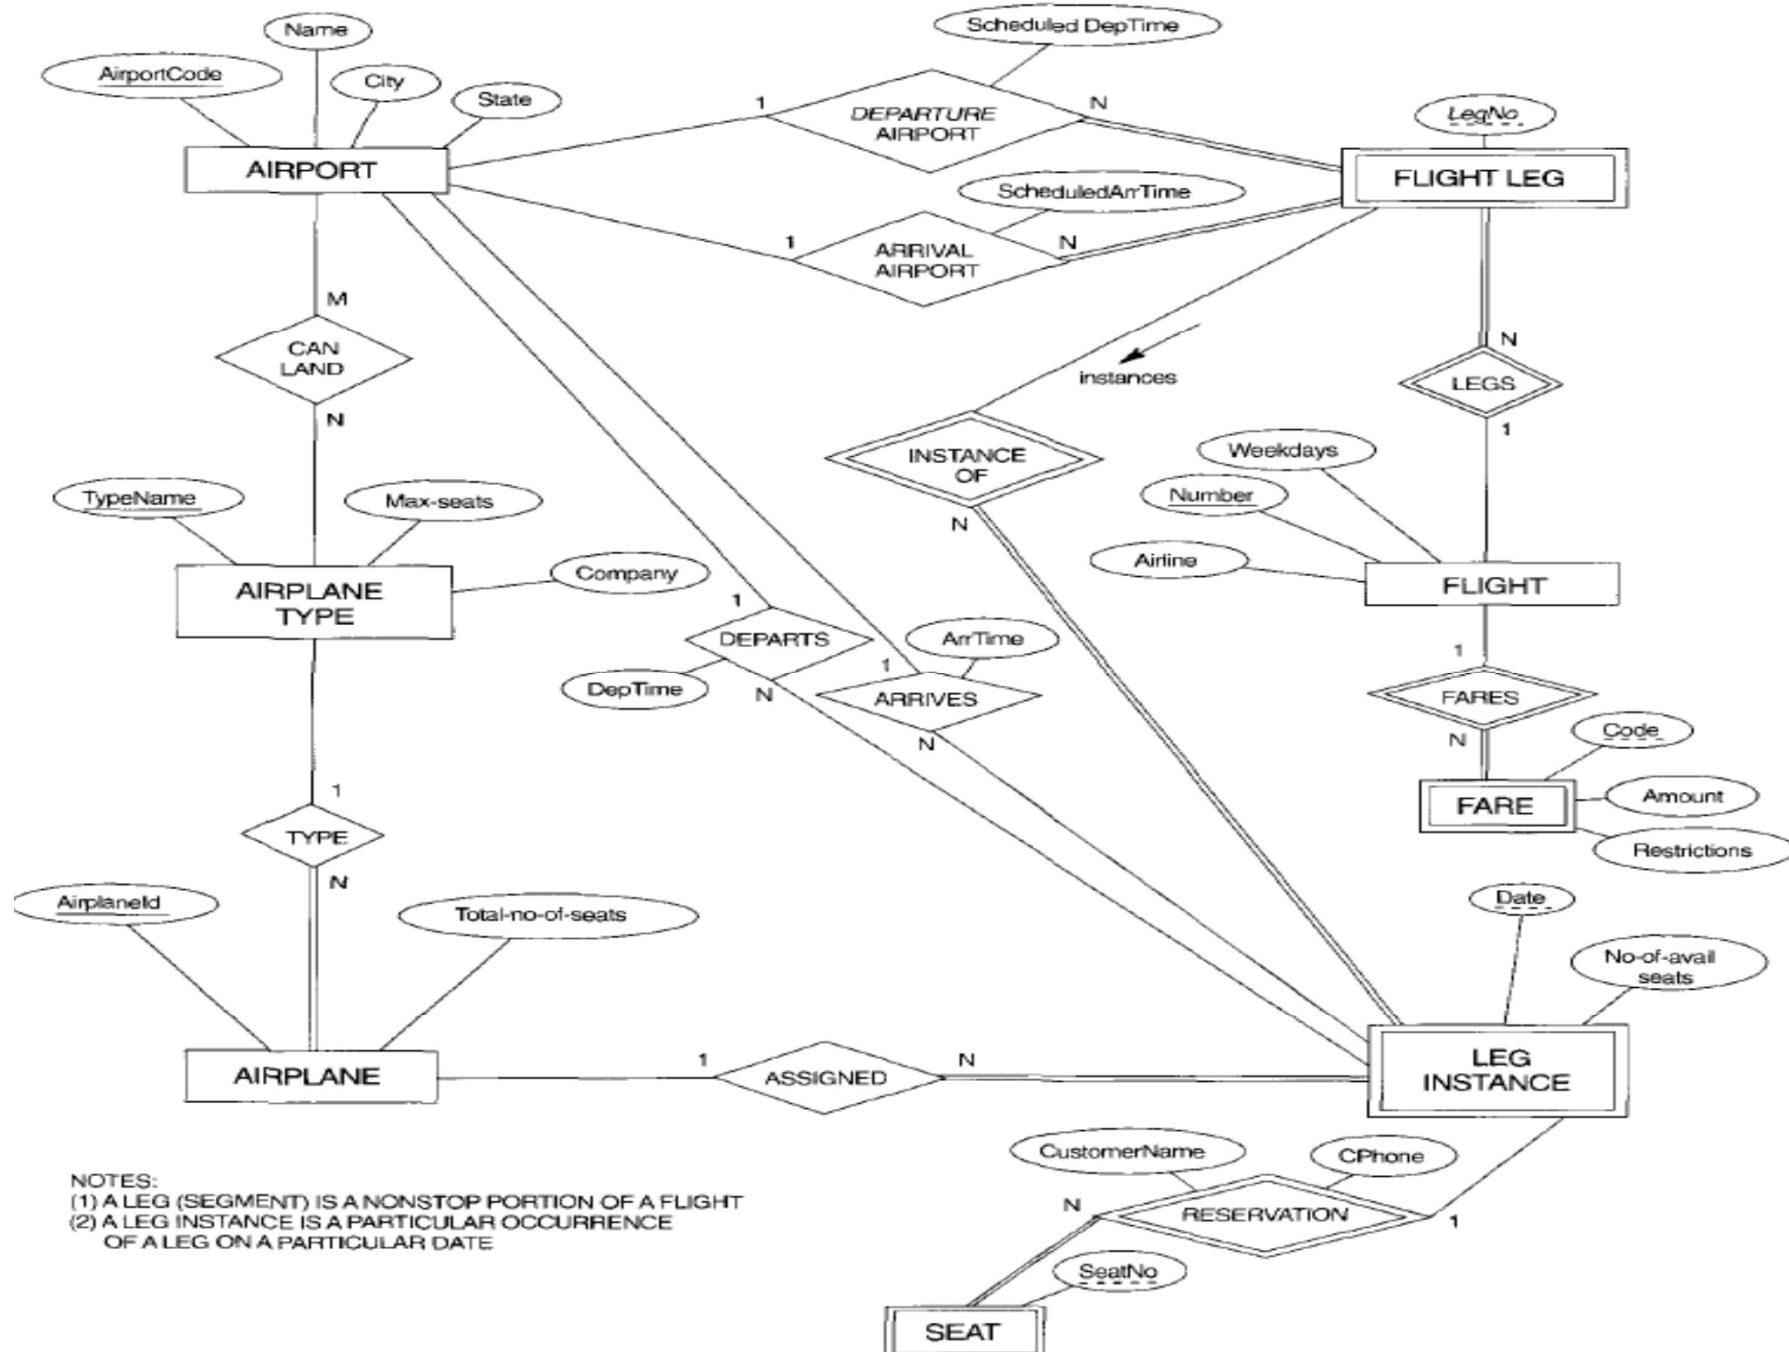 Name
Scheduled DepTime
AirportCode
City
State
1
DEPARTURE
AIRPORT
N
LegNo
AIRPORT
FLIGHT LEG
ScheduledArrTime
1
ARRIVAL
AIRPORT
N
M
CAN
LAND
N
instances
N
LEGS
1
INSTANCE
OF
N
Weekdays
Number
Airline
TypeName
Max-seats
Company
AIRPLANE
TYPE
FLIGHT
1
DEPARTS
DepTime
N
ArrTime
1
ARRIVES
N
1
FARES
N
Code
FARE
Amount
Restrictions
1
TYPE
N
AirplaneId
Total-no-of-seats
Date
No-of-avail
seats
AIRPLANE
1
ASSIGNED
N
LEG
INSTANCE
CustomerName
CPhone
N
RESERVATION
1
SeatNo
SEAT
NOTES:
(1) A LEG (SEGMENT) IS A NONSTOP PORTION OF A FLIGHT
(2) A LEG INSTANCE IS A PARTICULAR OCCURRENCE
OF A LEG ON A PARTICULAR DATE